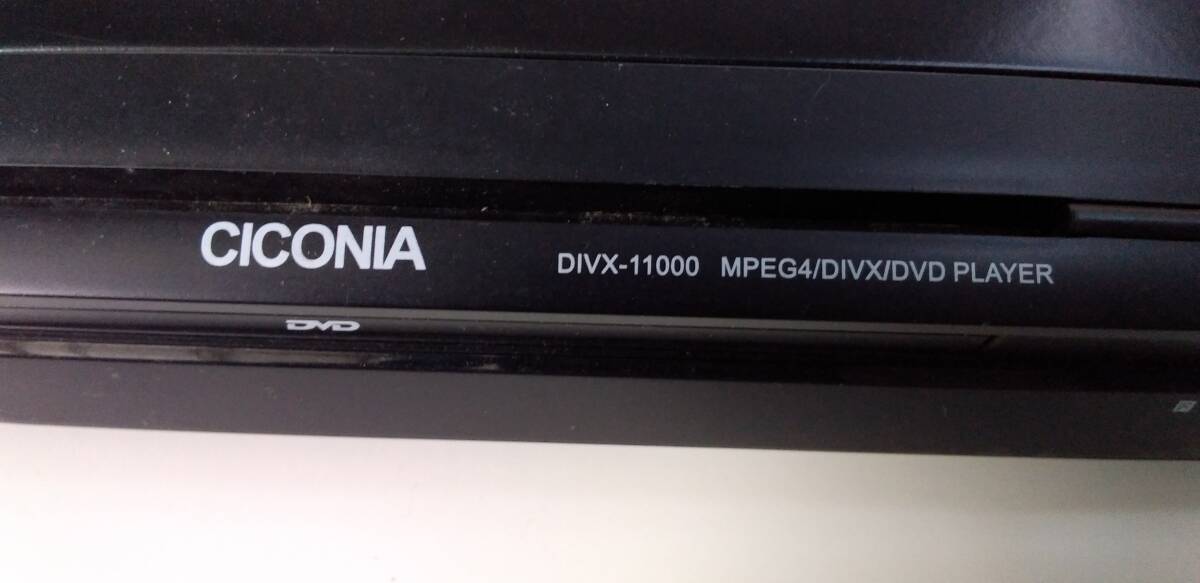 CICONIA
DIVX-11000 MPEG4/DIVX/DVD PLAYER
DVD